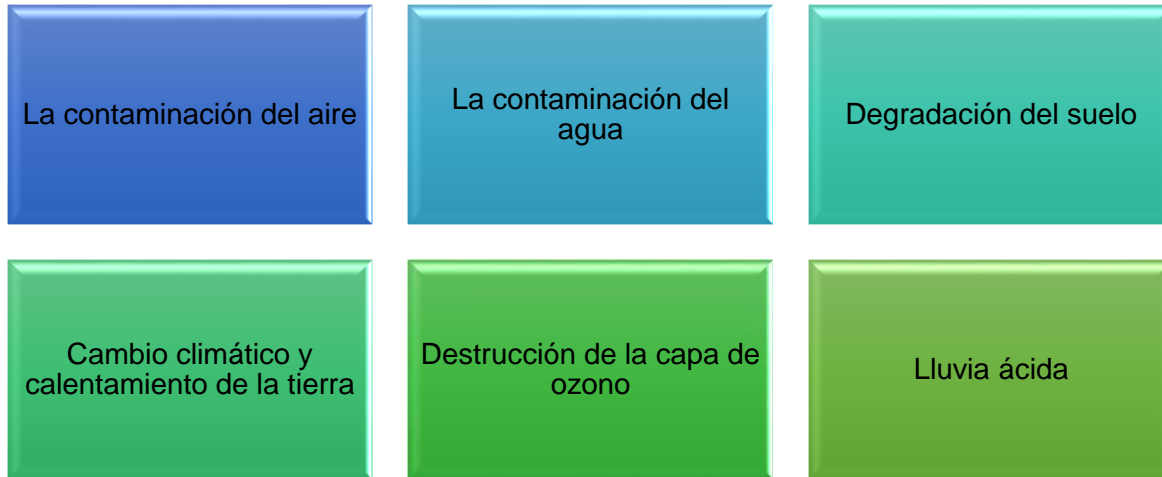 La contaminación del aire
La contaminación del
agua
Degradación del suelo
Cambio climático y
calentamiento de la tierra
Destrucción de la capa de
ozono
Lluvia ácida